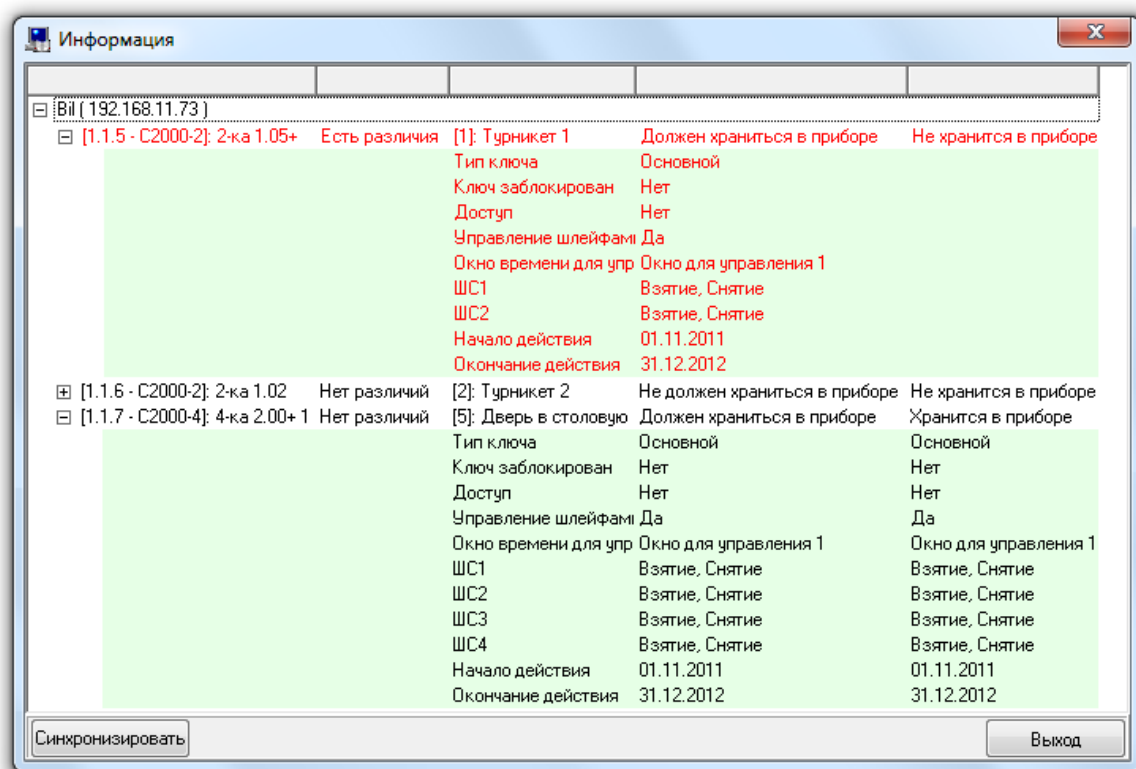 Информация
Bil ( 192.168.11.73 )
[1.1.5 - С2000-2]: 2-ка 1.05+ Есть различия [1]: Турникет 1 Должен храниться в приборе Не хранится в приборе
Тип ключа Основной
Ключ заблокирован Нет
Доступ Нет
Управление шлейфами Да
Окно времени для упр Окно для управления 1
ШС1 Взятие, Снятие
ШС2 Взятие, Снятие
Начало действия 01.11.2011
Окончание действия 31.12.2012
[1.1.6 - С2000-2]: 2-ка 1.02 Нет различий [2]: Турникет 2 Не должен храниться в приборе Не хранится в приборе
[1.1.7 - С2000-4]: 4-ка 2.00+ 1 Нет различий [5]: Дверь в столовую Должен храниться в приборе Хранится в приборе
Тип ключа Основной Основной
Ключ заблокирован Нет Нет
Доступ Нет Нет
Управление шлейфами Да Да
Окно времени для упр Окно для управления 1 Окно для управления 1
ШС1 Взятие, Снятие Взятие, Снятие
ШС2 Взятие, Снятие Взятие, Снятие
ШС3 Взятие, Снятие Взятие, Снятие
ШС4 Взятие, Снятие Взятие, Снятие
Начало действия 01.11.2011 01.11.2011
Окончание действия 31.12.2012 31.12.2012
Синхронизировать Выход